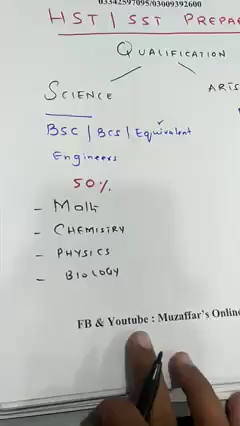 03342597095/03009392600
HST | SST PREPA
QUALIFICATION
SCIENCE
ARTS
BSC | BCS | Equivalent
Engineers
50%
- Math
- CHEMISTRY
- PHYSICS
- BIOLOGY
FB & Youtube : Muzaffar's Online